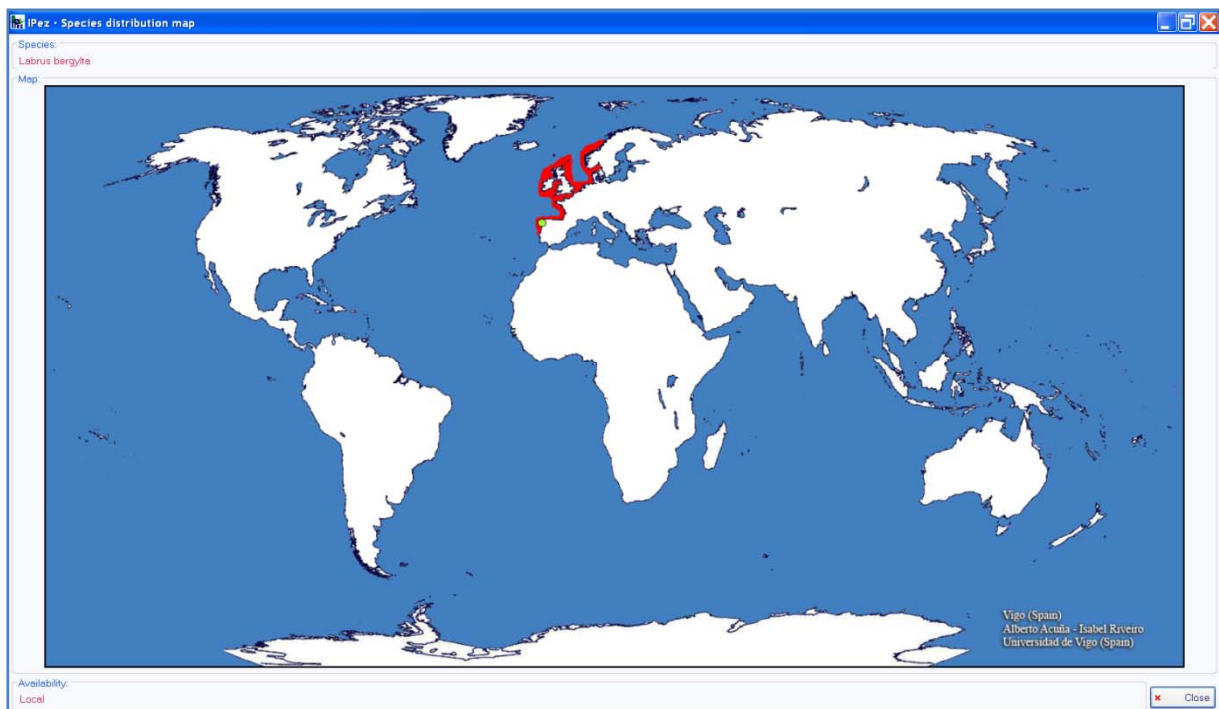 IPez - Species distribution map
Species:
Labrus bergylta
Map:
Vigo (Spain)
Alberto Acuña - Isabel Riveiro
Universidad de Vigo (Spain)
Availability:
Local
Close